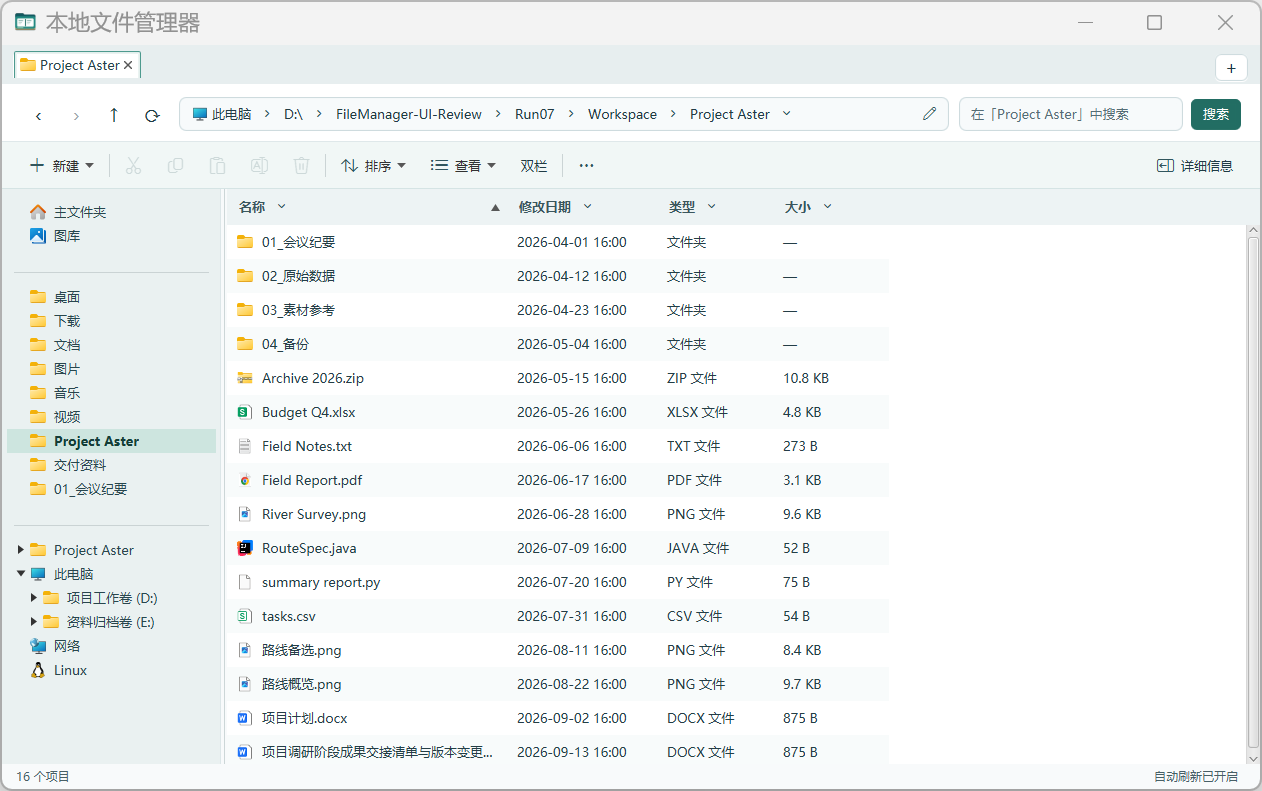 本地文件管理器
Project Aster
此电脑 D:\ FileManager-UI-Review Run07 Workspace Project Aster
在「Project Aster」中搜索 搜索
新建 排序 查看 双栏 ··· 详细信息
主文件夹
图库
桌面
下载
文档
图片
音乐
视频
Project Aster
交付资料
01_会议纪要
Project Aster
此电脑
项目工作卷 (D:)
资料归档卷 (E:)
网络
Linux
名称 修改日期 类型 大小
01_会议纪要 2026-04-01 16:00 文件夹 —
02_原始数据 2026-04-12 16:00 文件夹 —
03_素材参考 2026-04-23 16:00 文件夹 —
04_备份 2026-05-04 16:00 文件夹 —
Archive 2026.zip 2026-05-15 16:00 ZIP 文件 10.8 KB
Budget Q4.xlsx 2026-05-26 16:00 XLSX 文件 4.8 KB
Field Notes.txt 2026-06-06 16:00 TXT 文件 273 B
Field Report.pdf 2026-06-17 16:00 PDF 文件 3.1 KB
River Survey.png 2026-06-28 16:00 PNG 文件 9.6 KB
RouteSpec.java 2026-07-09 16:00 JAVA 文件 52 B
summary report.py 2026-07-20 16:00 PY 文件 75 B
tasks.csv 2026-07-31 16:00 CSV 文件 54 B
路线备选.png 2026-08-11 16:00 PNG 文件 8.4 KB
路线概览.png 2026-08-22 16:00 PNG 文件 9.7 KB
项目计划.docx 2026-09-02 16:00 DOCX 文件 875 B
项目调研阶段成果交接清单与版本变更... 2026-09-13 16:00 DOCX 文件 875 B
16 个项目 自动刷新已开启